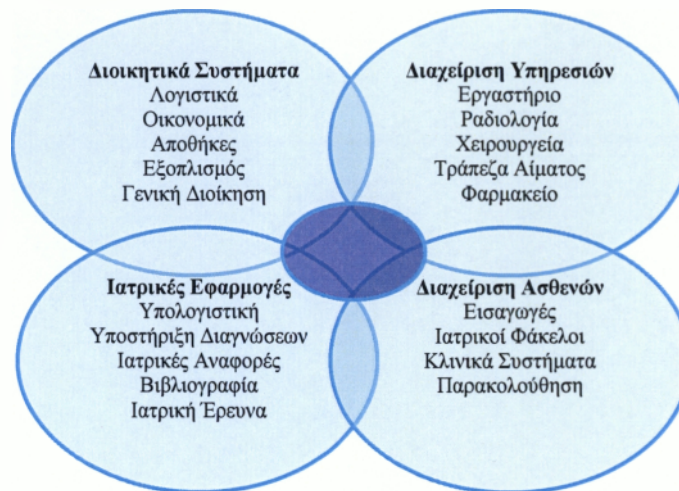 Διοικητικά Συστήματα
Λογιστικά
Οικονομικά
Αποθήκες
Εξοπλισμός
Γενική Διοίκηση
Διαχείριση Υπηρεσιών
Εργαστήριο
Ραδιολογία
Χειρουργεία
Τράπεζα Αίματος
Φαρμακείο
Ιατρικές Εφαρμογές
Υπολογιστική
Υποστήριξη Διαγνώσεων
Ιατρικές Αναφορές
Βιβλιογραφία
Ιατρική Έρευνα
Διαχείριση Ασθενών
Εισαγωγές
Ιατρικοί Φάκελοι
Κλινικά Συστήματα
Παρακολούθηση